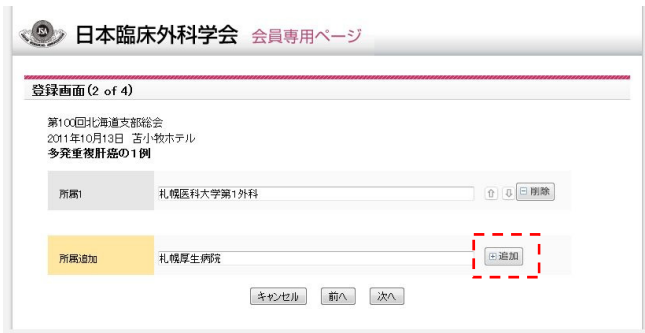 JSA
日本臨床外科学会 会員専用ページ
登録画面(2 of 4)
第100回北海道支部総会
2011年10月13日 苫小牧ホテル
多発重複肝癌の1例
所属1 札幌医科大学第1外科 削除
所属追加 札幌厚生病院 追加
キャンセル 前へ 次へ